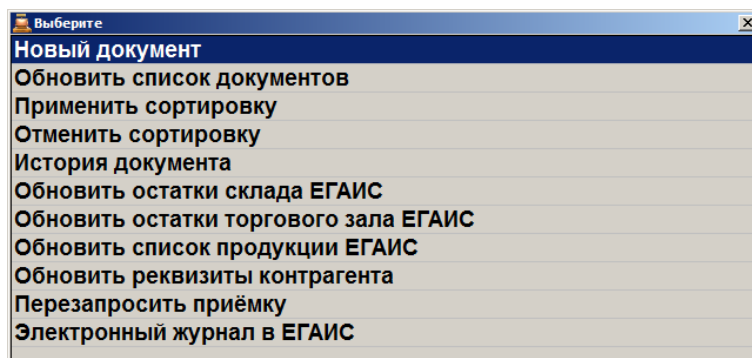 Выберите
Новый документ
Обновить список документов
Применить сортировку
Отменить сортировку
История документа
Обновить остатки склада ЕГАИС
Обновить остатки торгового зала ЕГАИС
Обновить список продукции ЕГАИС
Обновить реквизиты контрагента
Перезапросить приёмку
Электронный журнал в ЕГАИС